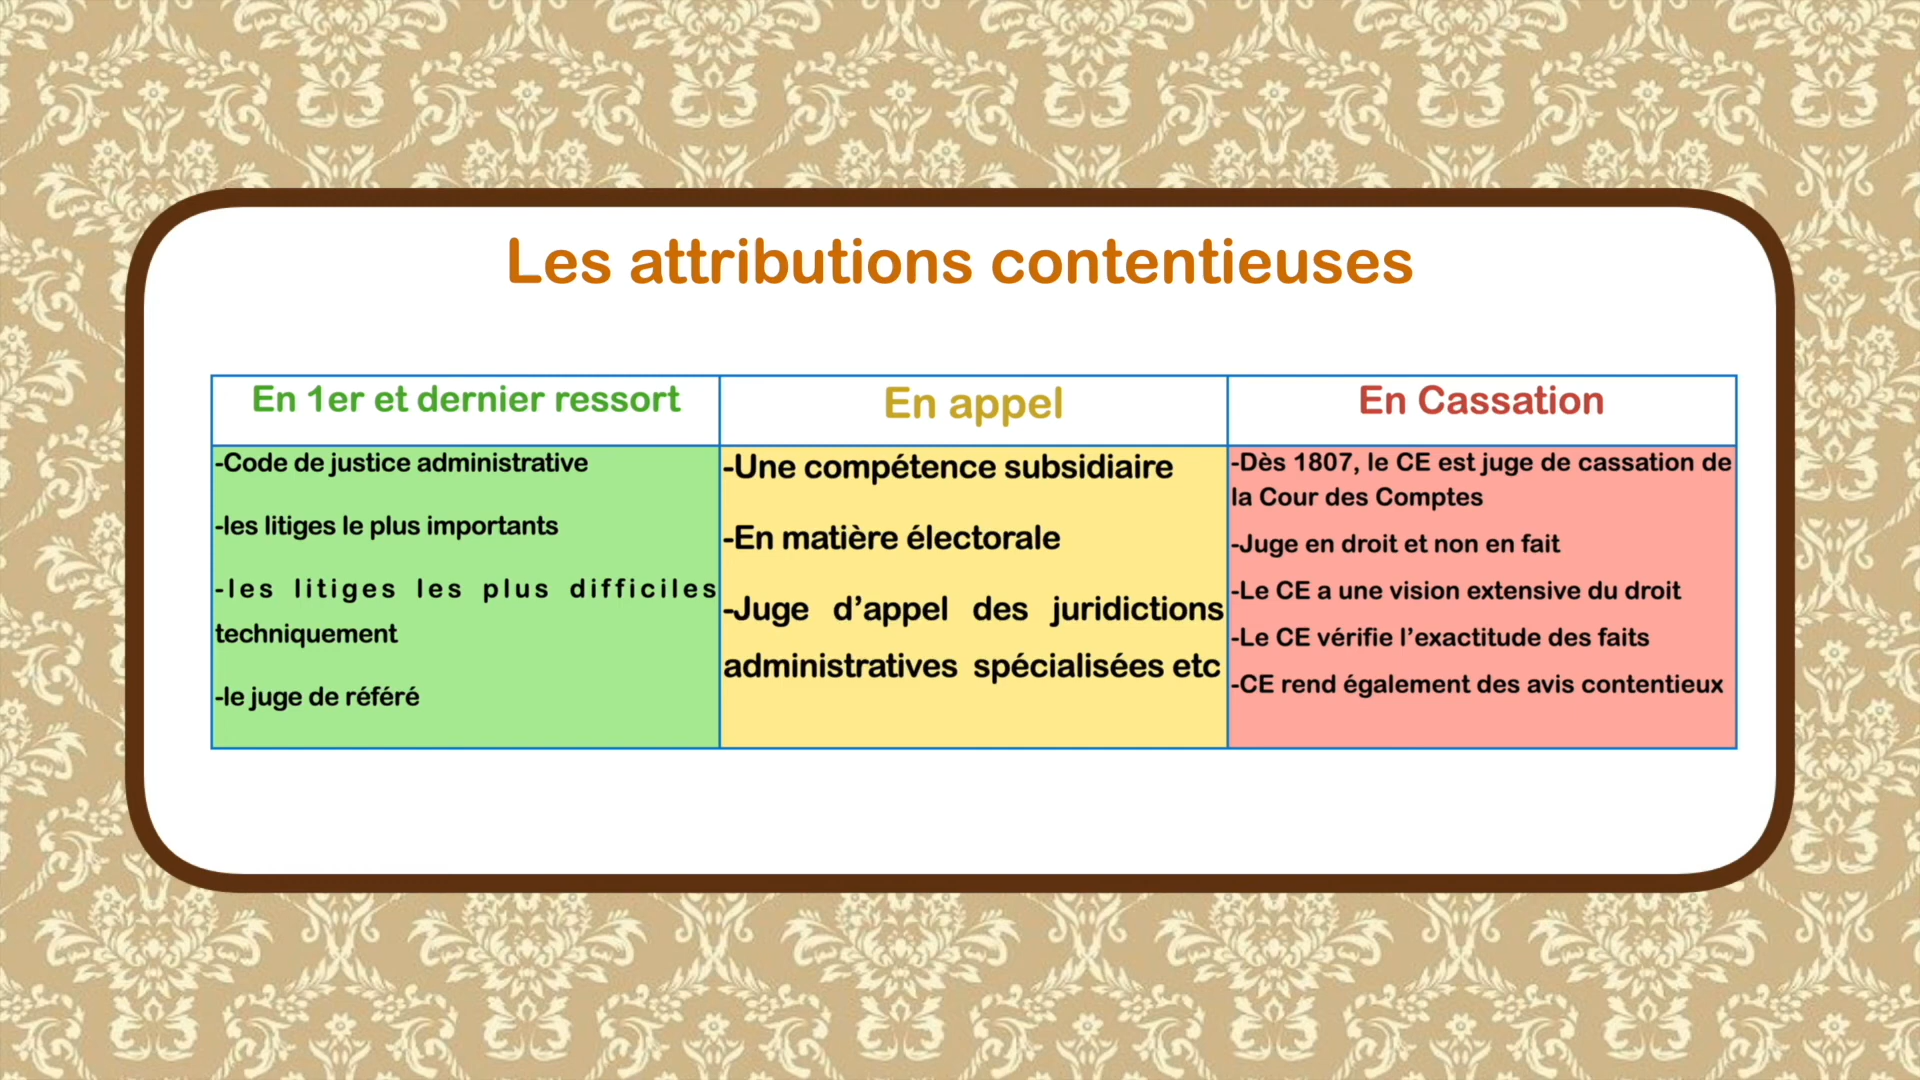 Les attributions contentieuses
En 1er et dernier ressort
-Code de justice administrative
-les litiges le plus importants
-les litiges les plus difficiles
techniquement
-le juge de référé
En appel
-Une compétence subsidiaire
-En matière électorale
-Juge d’appel des juridictions
administratives spécialisées etc
En Cassation
-Dès 1807, le CE est juge de cassation de
la Cour des Comptes
-Juge en droit et non en fait
-Le CE a une vision extensive du droit
-Le CE vérifie l’exactitude des faits
-CE rend également des avis contentieux